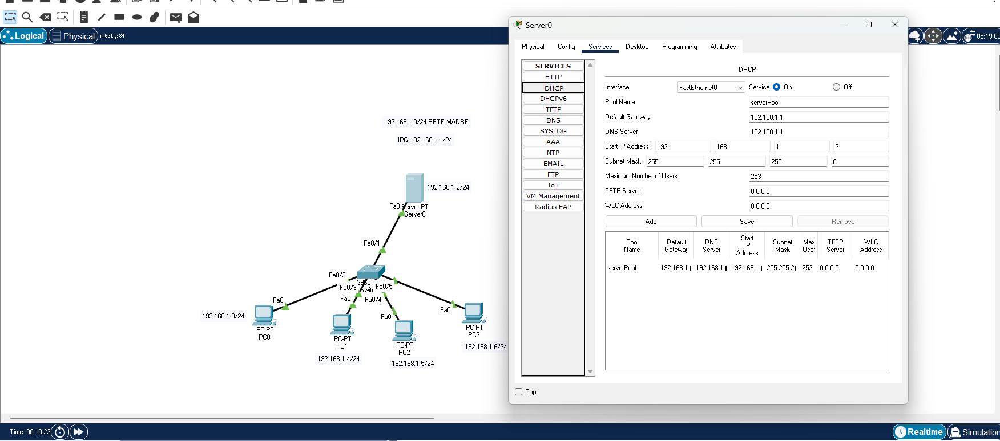 Logical
Physical
x: 621, y: 34
05:19:00
192.168.1.0/24 RETE MADRE
IPG 192.168.1.1/24
192.168.1.2/24
Fa0
Server-PT
Server0
Fa0/1
Fa0/2
Fa0/3
Fa0/5
Fa0
Fa0
Fa0/4
Fa0
Fa0
192.168.1.3/24
PC-PT
PC0
PC-PT
PC1
192.168.1.4/24
PC-PT
PC2
192.168.1.5/24
PC-PT
PC3
192.168.1.6/24
Server0
Physical Config Services Desktop Programming Attributes
SERVICES
HTTP
DHCP
DHCPv6
TFTP
DNS
SYSLOG
AAA
NTP
EMAIL
FTP
IoT
VM Management
Radius EAP
DHCP
Interface FastEthernet0 Service On Off
Pool Name serverPool
Default Gateway 192.168.1.1
DNS Server 192.168.1.1
Start IP Address : 192 168 1 3
Subnet Mask: 255 255 255 0
Maximum Number of Users : 253
TFTP Server: 0.0.0.0
WLC Address: 0.0.0.0
Add Save Remove
Pool Name Default Gateway DNS Server Start IP Address Subnet Mask Max User TFTP Server WLC Address
serverPool 192.168.1. 192.168.1. 192.168.1. 255.255.2 253 0.0.0.0 0.0.0.0
Top
Time: 00:10:23
Realtime
Simulation